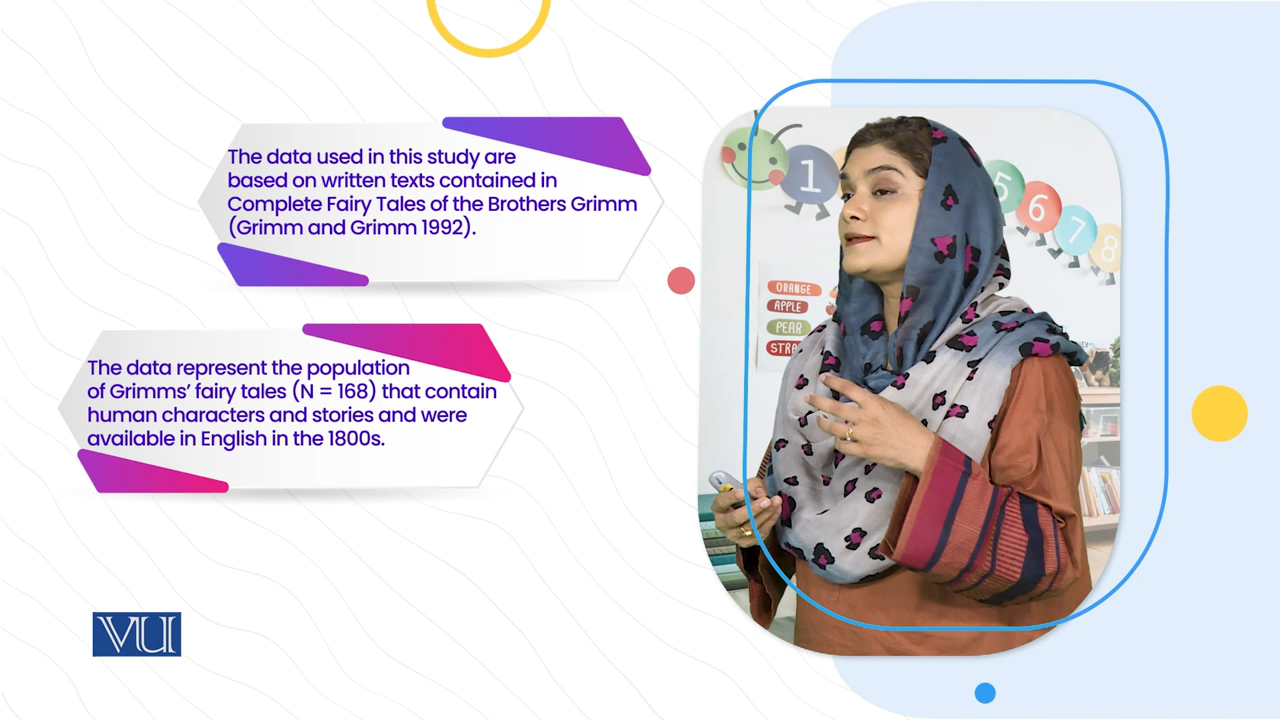 The data used in this study are
based on written texts contained in
Complete Fairy Tales of the Brothers Grimm
(Grimm and Grimm 1992).
The data represent the population
of Grimms’ fairy tales (N = 168) that contain
human characters and stories and were
available in English in the 1800s.
VU
1
5
6
7
8
ORANGE
APPLE
PEAR
STRA